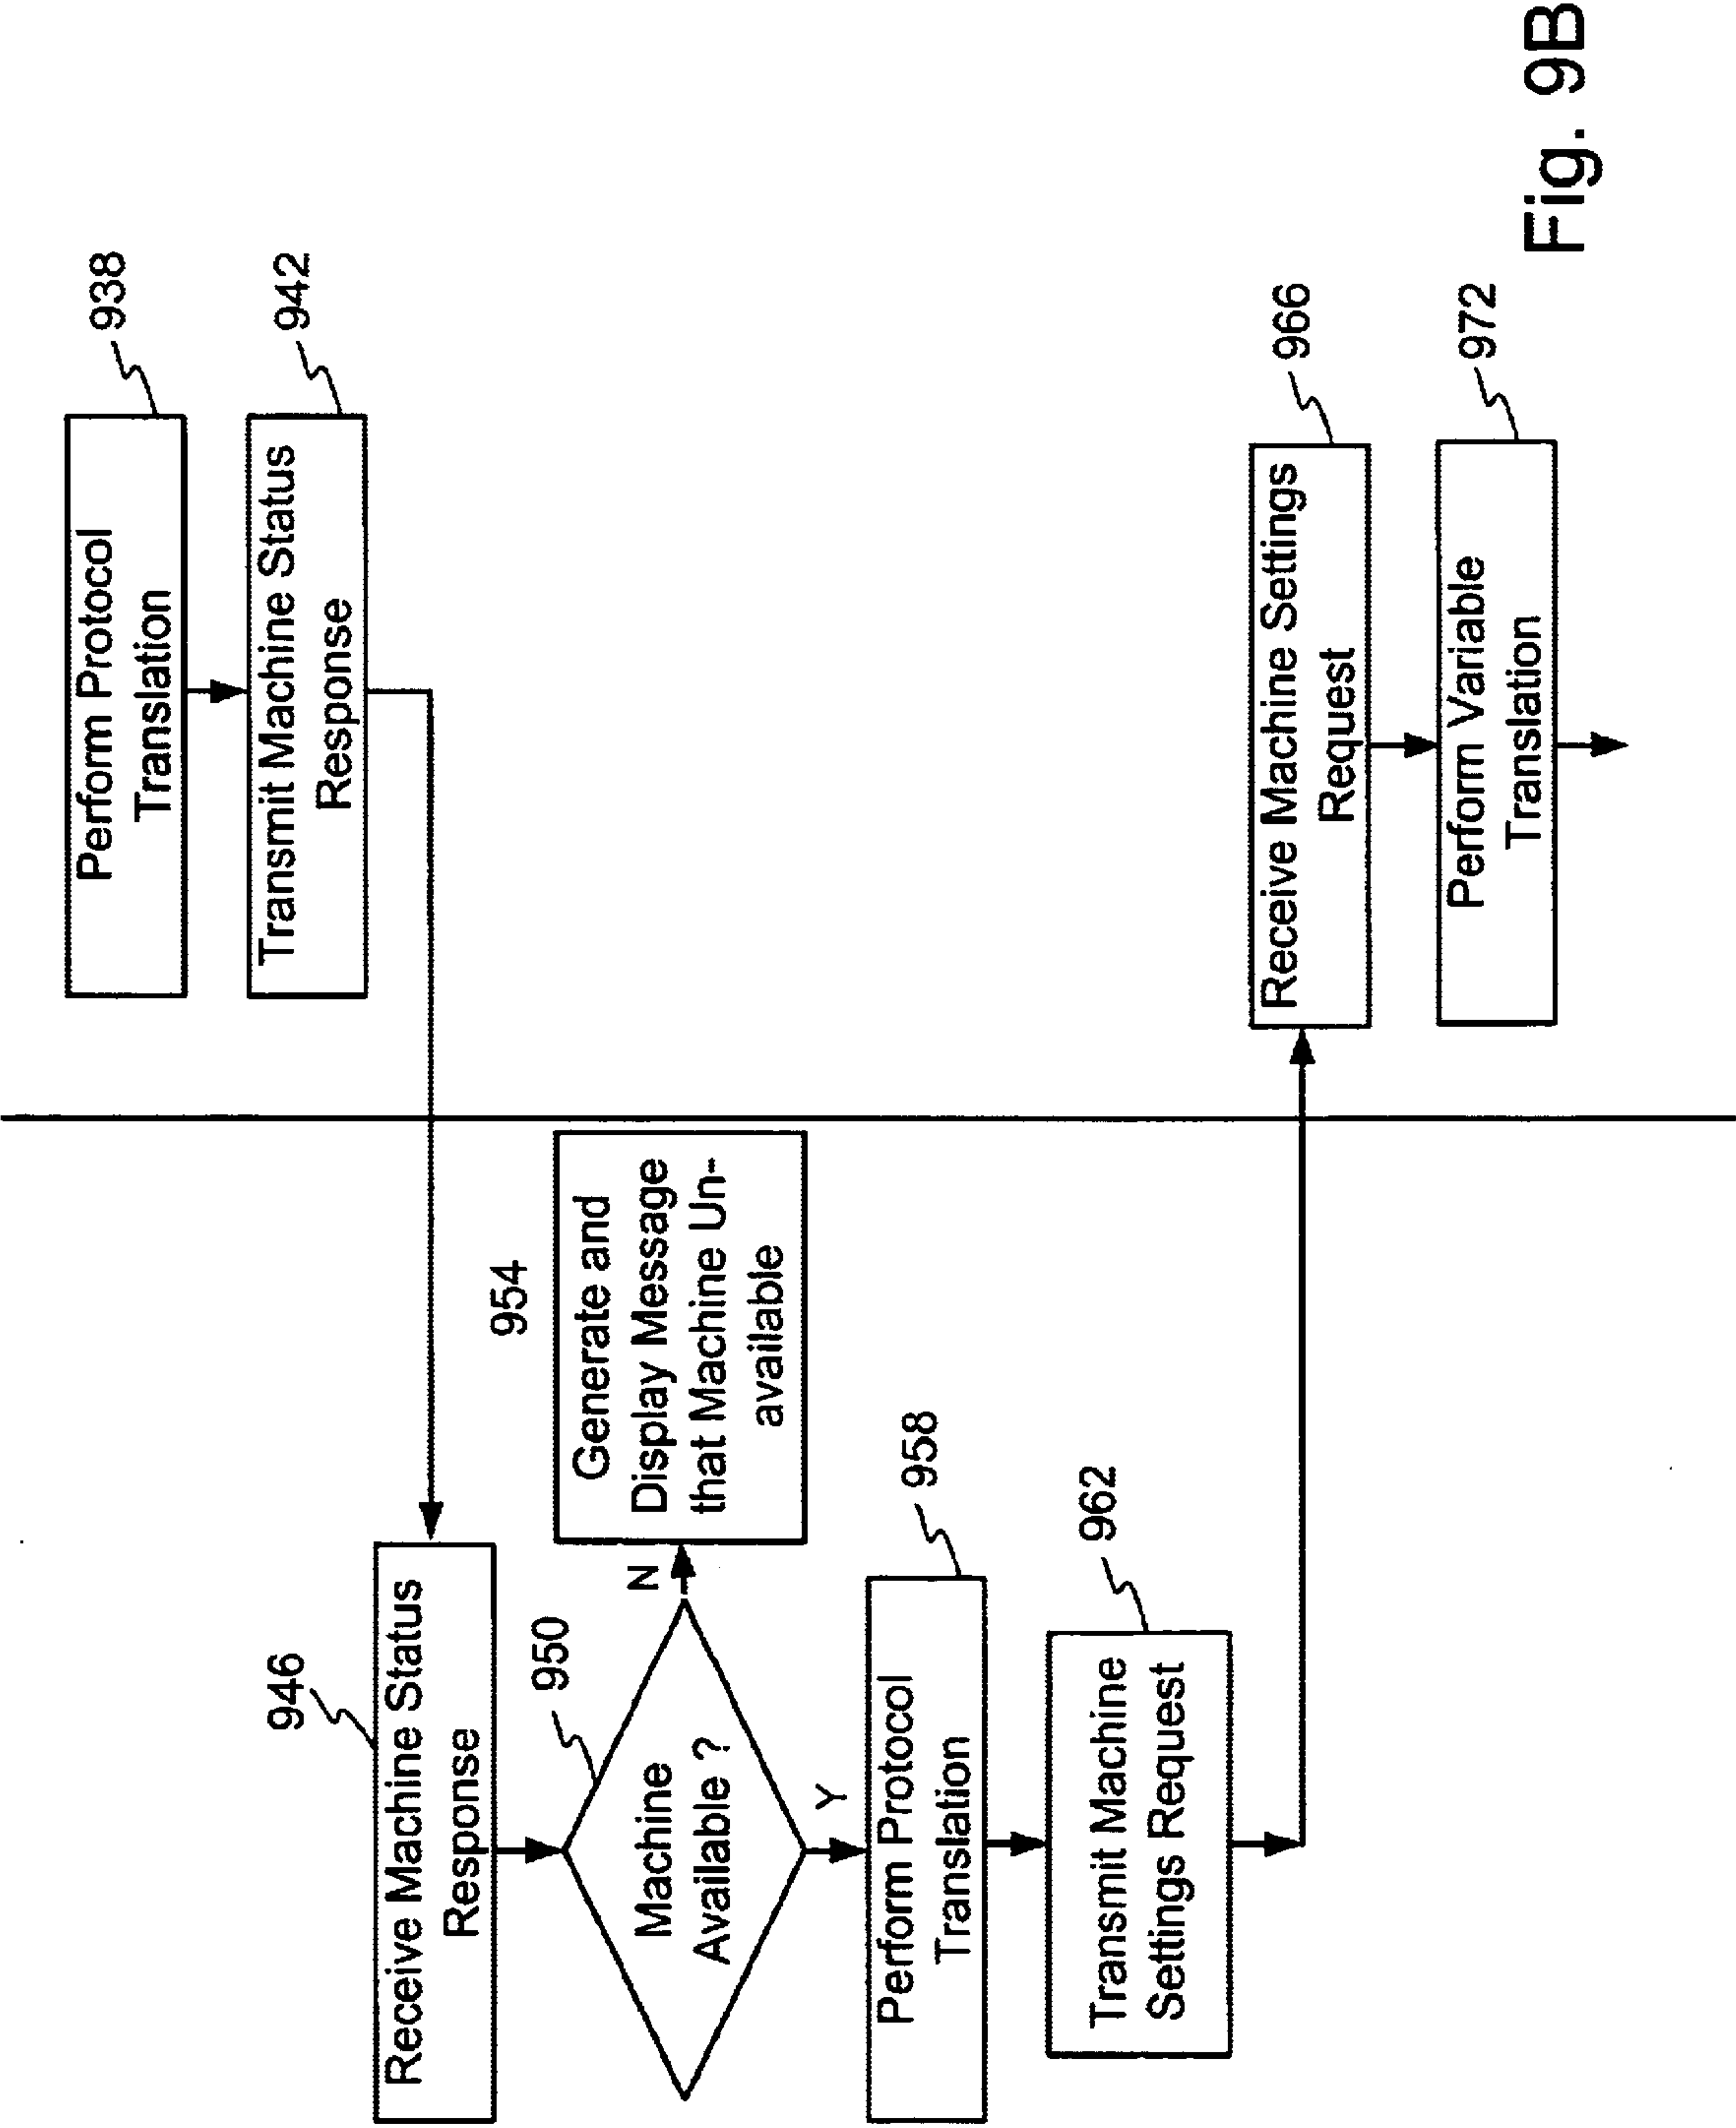 938
Perform Protocol
Translation
942
Transmit Machine Status
Response
946
Receive Machine Status
Response
950
Machine
Available ?
N
954
Generate and
Display Message
that Machine Un-
available
Y
958
Perform Protocol
Translation
962
Transmit Machine
Settings Request
966
Receive Machine Settings
Request
972
Perform Variable
Translation
Fig. 9B